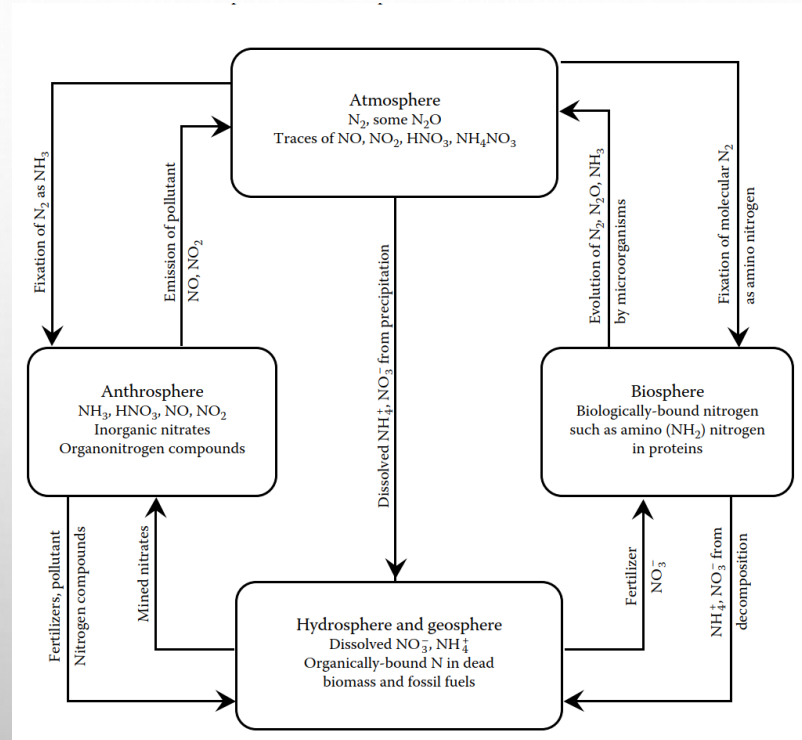 Atmosphere
N₂, some N₂O
Traces of NO, NO₂, HNO₃, NH₄NO₃
Fixation of N₂ as NH₃
Emission of pollutant
NO, NO₂
Dissolved NH₄⁺, NO₃⁻ from precipitation
Evolution of N₂, N₂O, NH₃
by microorganisms
Fixation of molecular N₂
as amino nitrogen
Anthrosphere
NH₃, HNO₃, NO, NO₂
Inorganic nitrates
Organonitrogen compounds
Biosphere
Biologically-bound nitrogen
such as amino (NH₂) nitrogen
in proteins
Fertilizers, pollutant
Nitrogen compounds
Mined nitrates
Fertilizer
NO₃⁻
NH₄⁺, NO₃⁻ from
decomposition
Hydrosphere and geosphere
Dissolved NO₃⁻, NH₄⁺
Organically-bound N in dead
biomass and fossil fuels